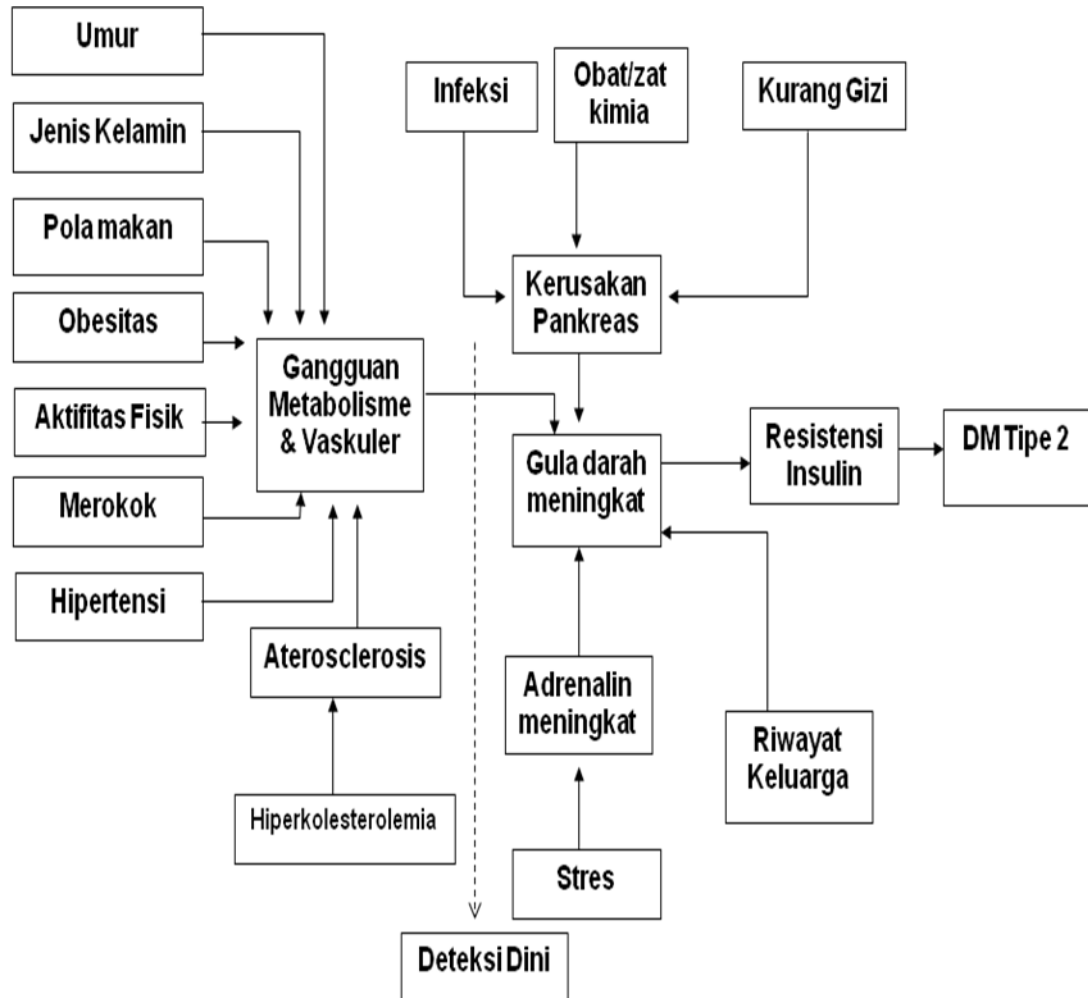 Umur
Jenis Kelamin
Pola makan
Obesitas
Aktifitas Fisik
Merokok
Hipertensi
Gangguan
Metabolisme
& Vaskuler
Aterosclerosis
Hiperkolesterolemia
Infeksi
Obat/zat
kimia
Kurang Gizi
Kerusakan
Pankreas
Gula darah
meningkat
Resistensi
Insulin
DM Tipe 2
Adrenalin
meningkat
Riwayat
Keluarga
Stres
Deteksi Dini